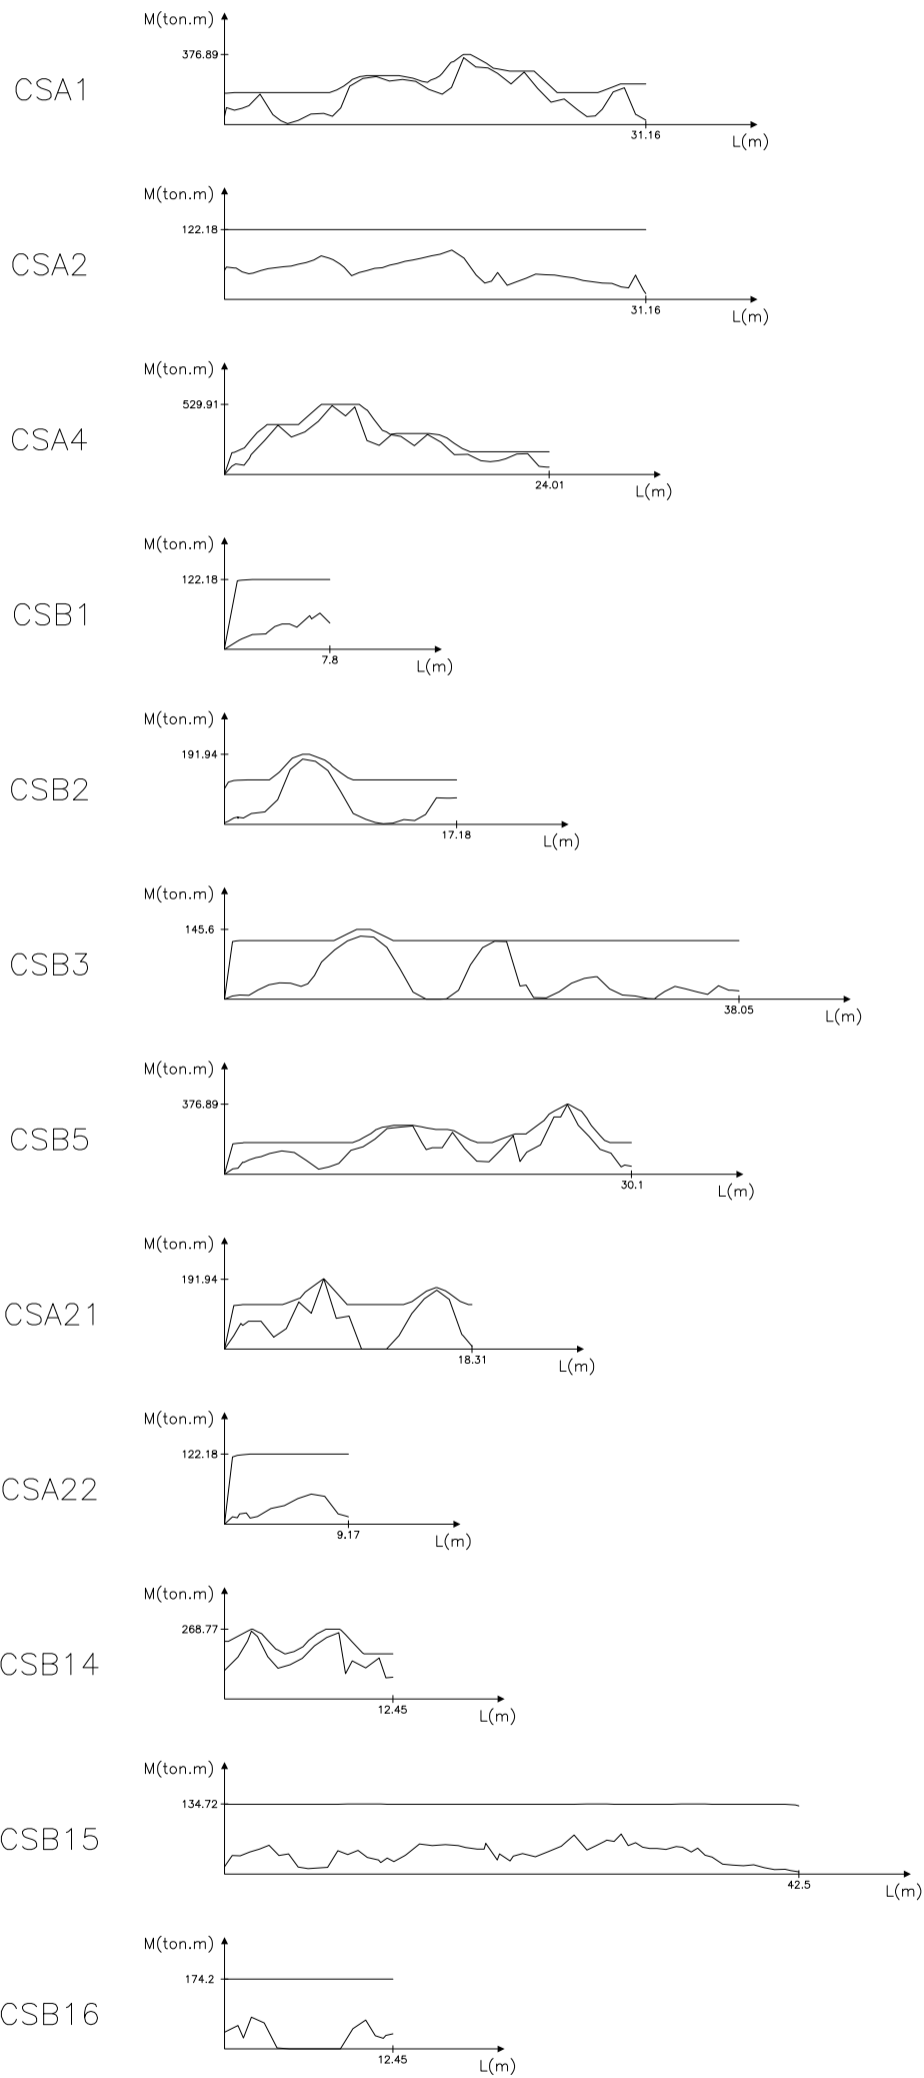 M(ton.m)
376.89
CSA1
31.16
L(m)
M(ton.m)
122.18
CSA2
31.16
L(m)
M(ton.m)
529.91
CSA4
24.01
L(m)
M(ton.m)
122.18
CSB1
7.8
L(m)
M(ton.m)
191.94
CSB2
17.18
L(m)
M(ton.m)
145.6
CSB3
38.05
L(m)
M(ton.m)
376.89
CSB5
30.1
L(m)
M(ton.m)
191.94
CSA21
18.31
L(m)
M(ton.m)
122.18
CSA22
9.17
L(m)
M(ton.m)
268.77
CSB14
12.45
L(m)
M(ton.m)
134.72
CSB15
42.5
L(m)
M(ton.m)
174.2
CSB16
12.45
L(m)